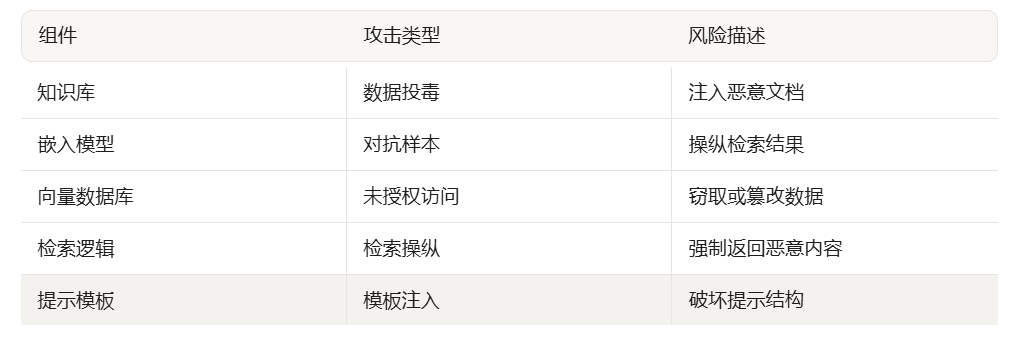 组件 攻击类型 风险描述
知识库 数据投毒 注入恶意文档
嵌入模型 对抗样本 操纵检索结果
向量数据库 未授权访问 窃取或篡改数据
检索逻辑 检索操纵 强制返回恶意内容
提示模板 模板注入 破坏提示结构